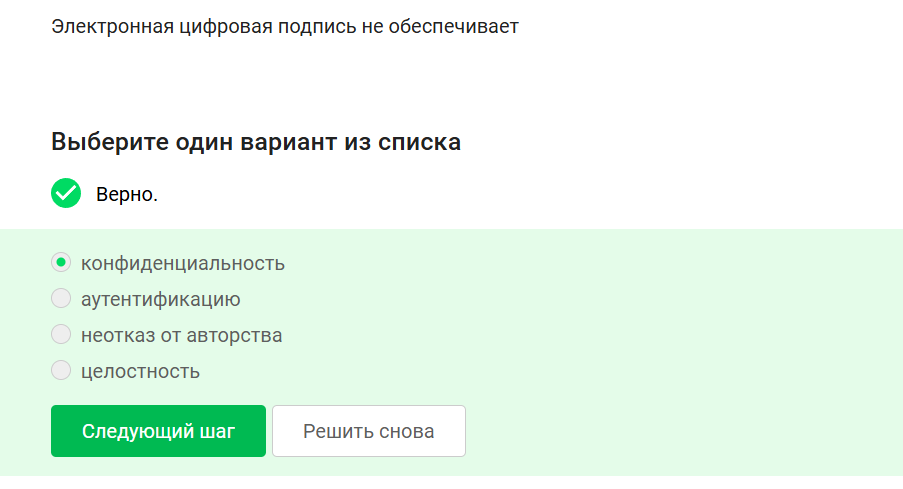 Электронная цифровая подпись не обеспечивает
Выберите один вариант из списка
Верно.
конфиденциальность
аутентификацию
неотказ от авторства
целостность
Следующий шаг
Решить снова